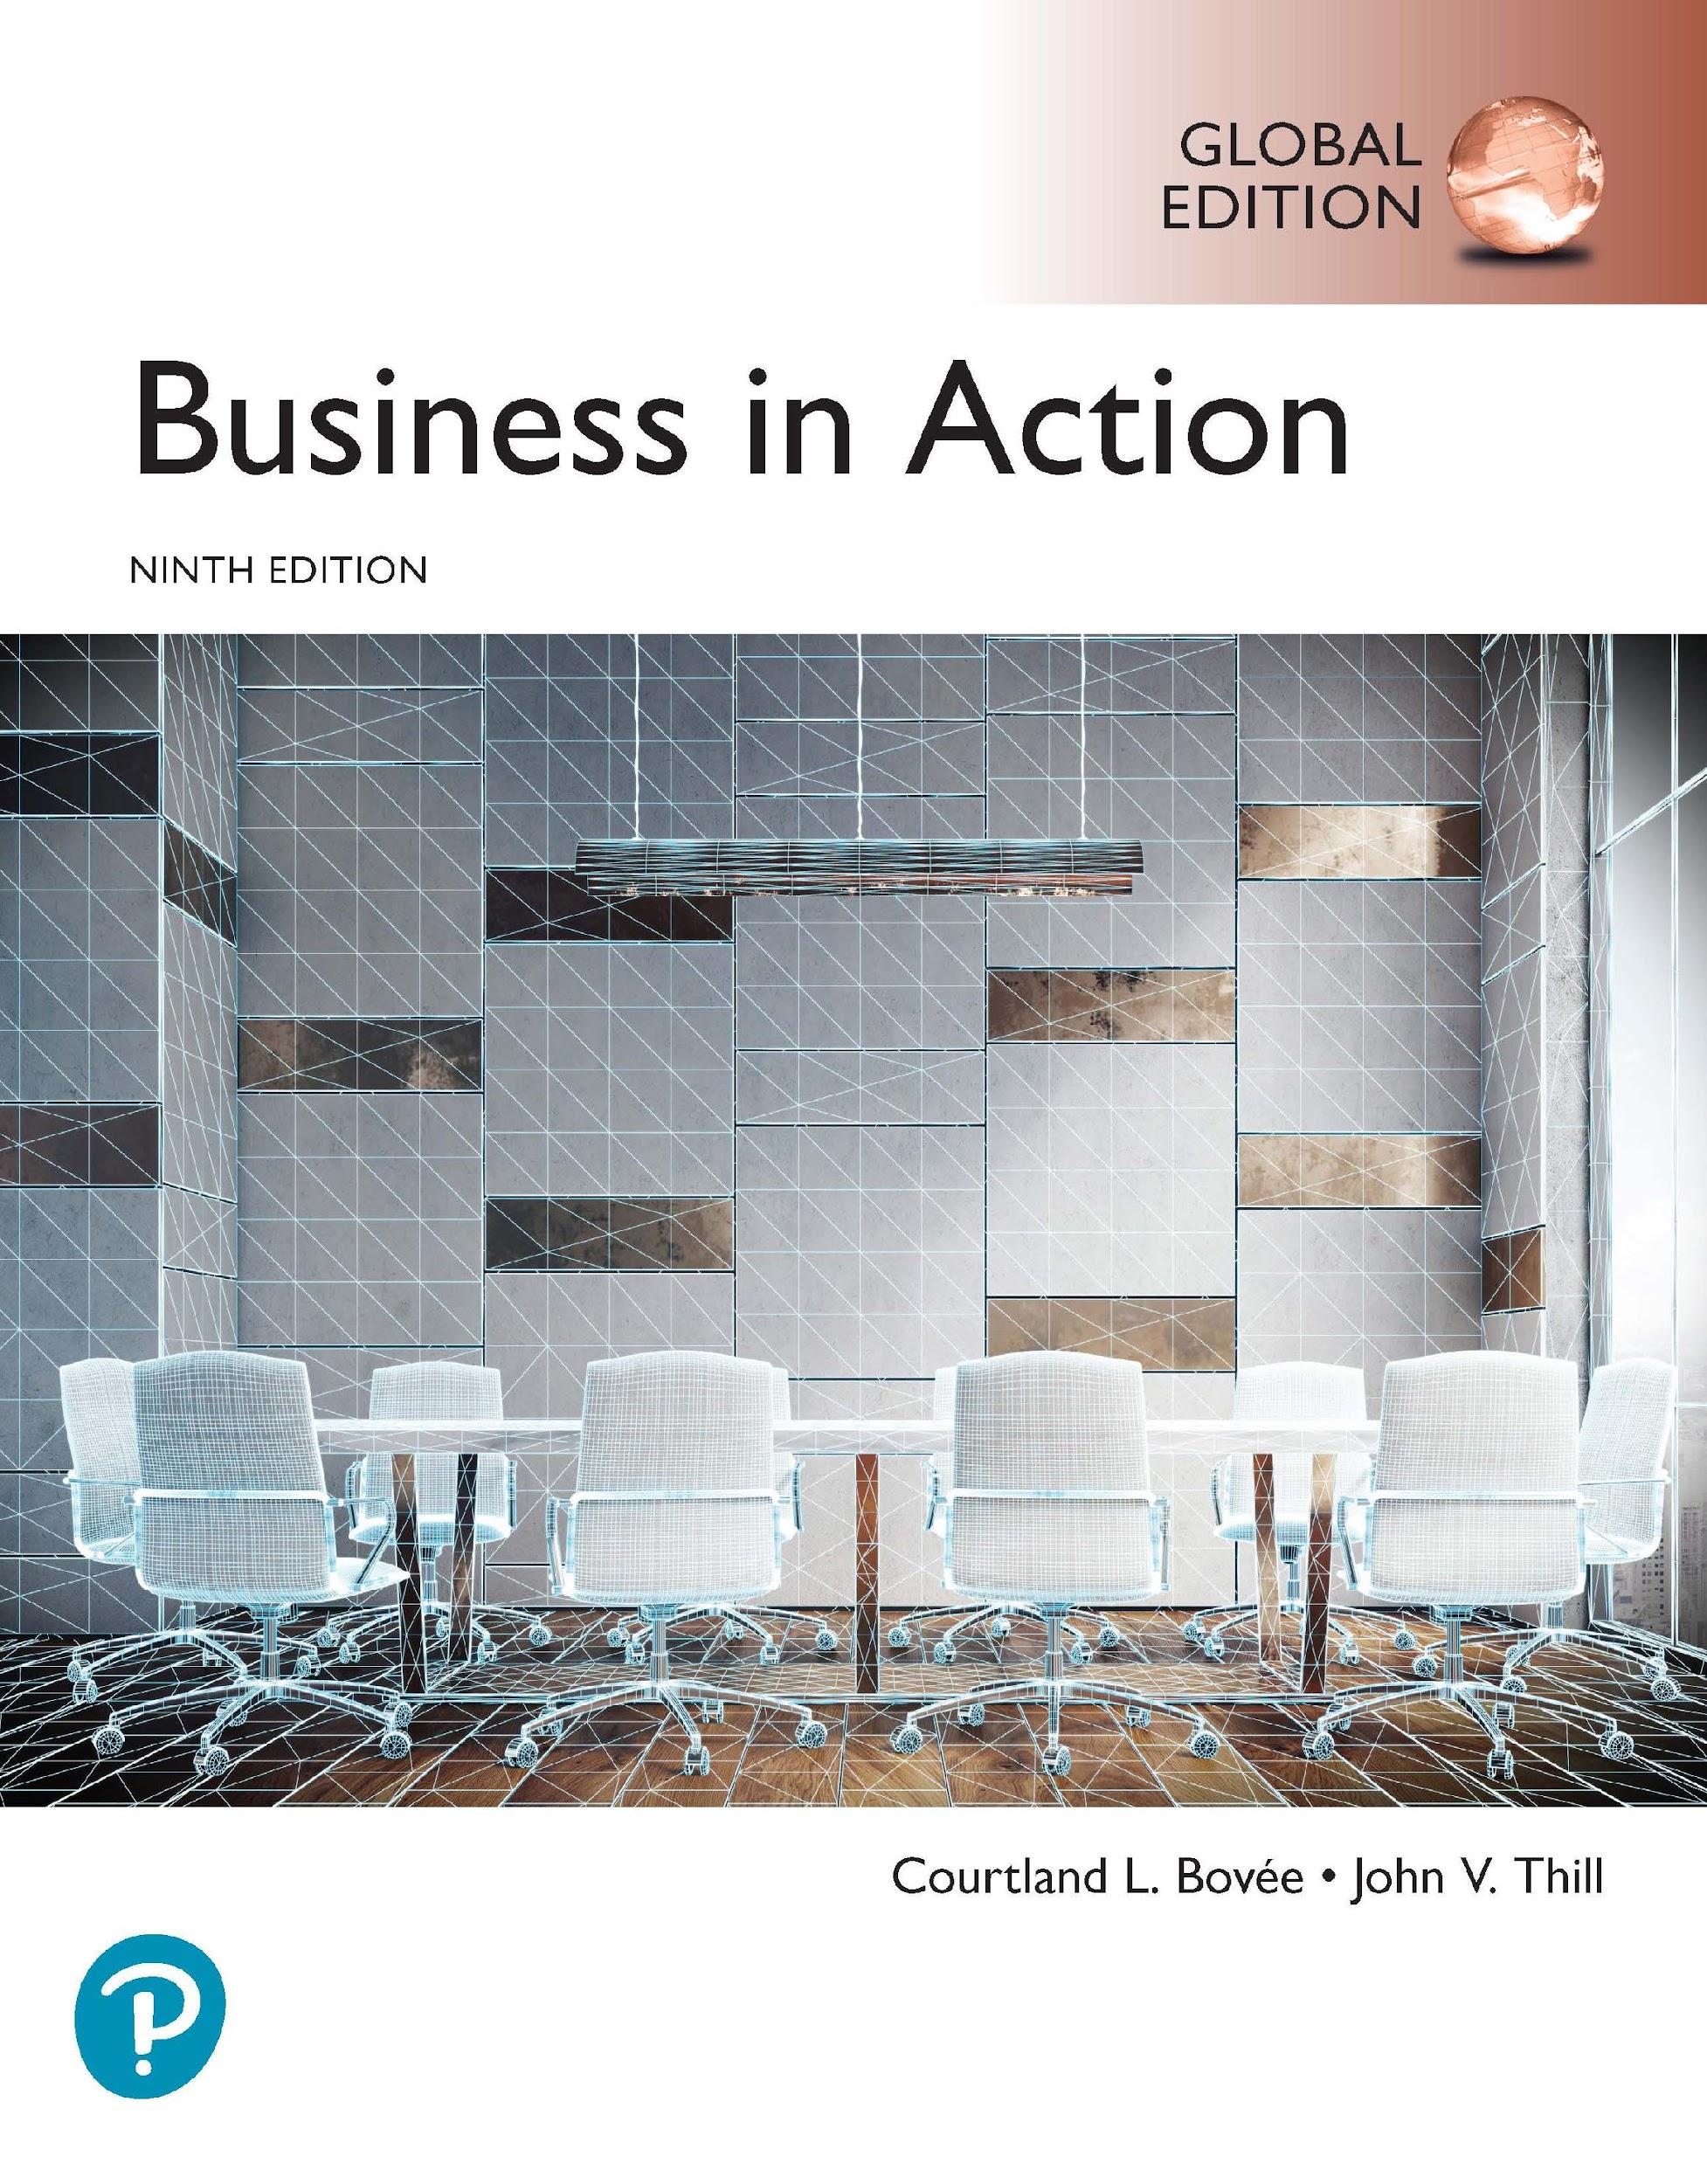 GLOBAL
EDITION
Business in Action
NINTH EDITION
Courtland L. Bovée • John V. Thill